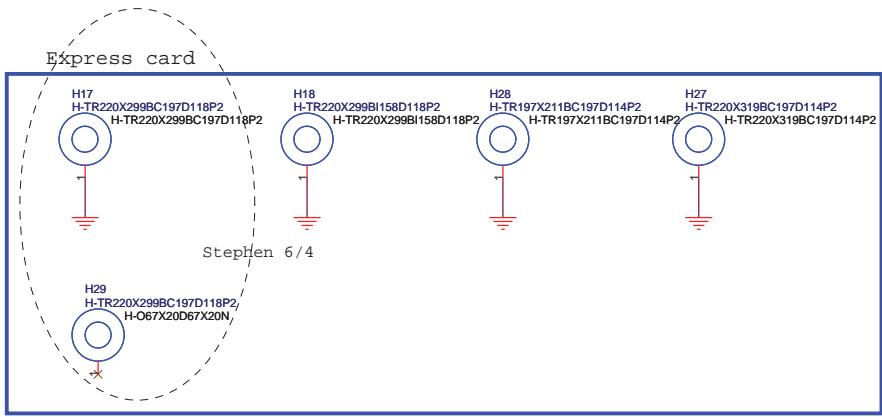 Express card
H17
H-TR220X299BC197D118P2
H-TR220X299BC197D118P2
1
H18
H-TR220X299BI158D118P2
H-TR220X299BI158D118P2
1
H28
H-TR197X211BC197D114P2
H-TR197X211BC197D114P2
1
H27
H-TR220X319BC197D114P2
H-TR220X319BC197D114P2
1
Stephen 6/4
H29
H-TR220X299BC197D118P2
H-O67X20D67X20N
1